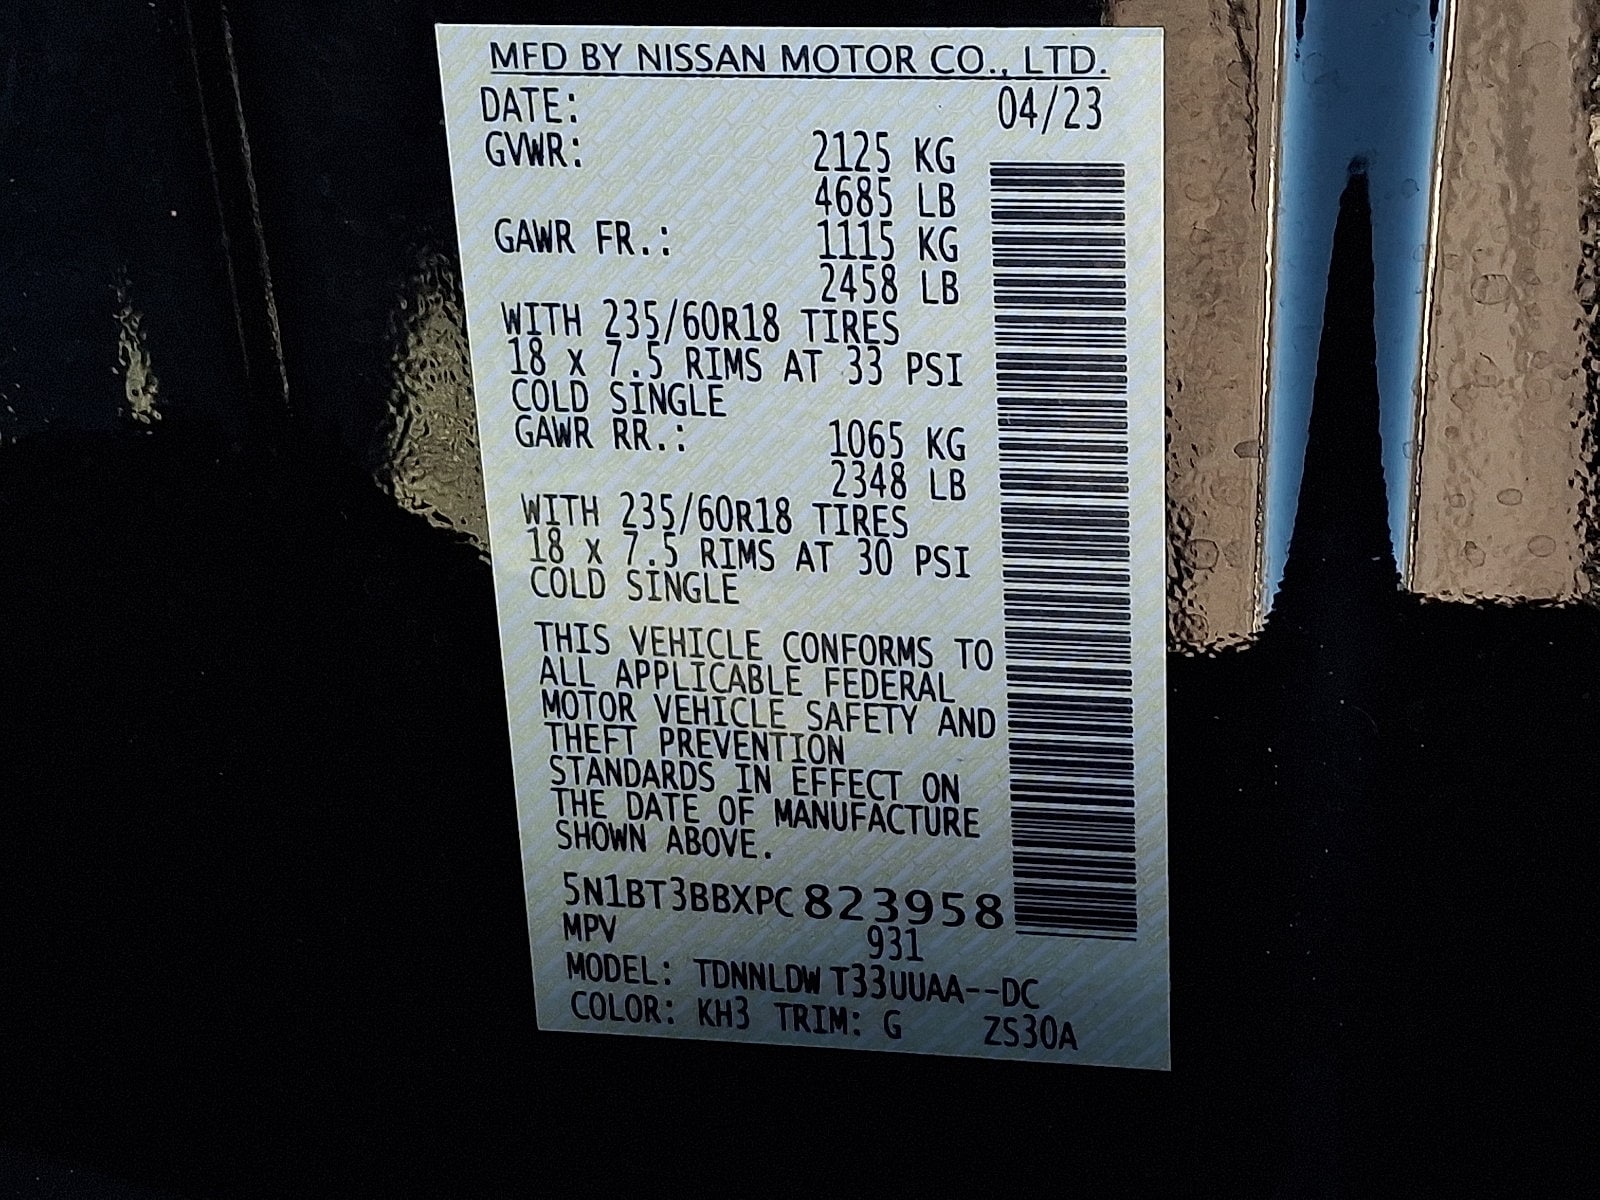 MFD BY NISSAN MOTOR CO., LTD.
DATE: 04/23
GVWR: 2125 KG
4685 LB
GAWR FR.: 1115 KG
2458 LB
WITH 235/60R18 TIRES
18 x 7.5 RIMS AT 33 PSI
COLD SINGLE
GAWR RR.: 1065 KG
2348 LB
WITH 235/60R18 TIRES
18 x 7.5 RIMS AT 30 PSI
COLD SINGLE
THIS VEHICLE CONFORMS TO
ALL APPLICABLE FEDERAL
MOTOR VEHICLE SAFETY AND
THEFT PREVENTION
STANDARDS IN EFFECT ON
THE DATE OF MANUFACTURE
SHOWN ABOVE.
5N1BT3BBXPC823958
MPV 931
MODEL: TDNNLDW T33UUAA--DC
COLOR: KH3 TRIM: G ZS30A